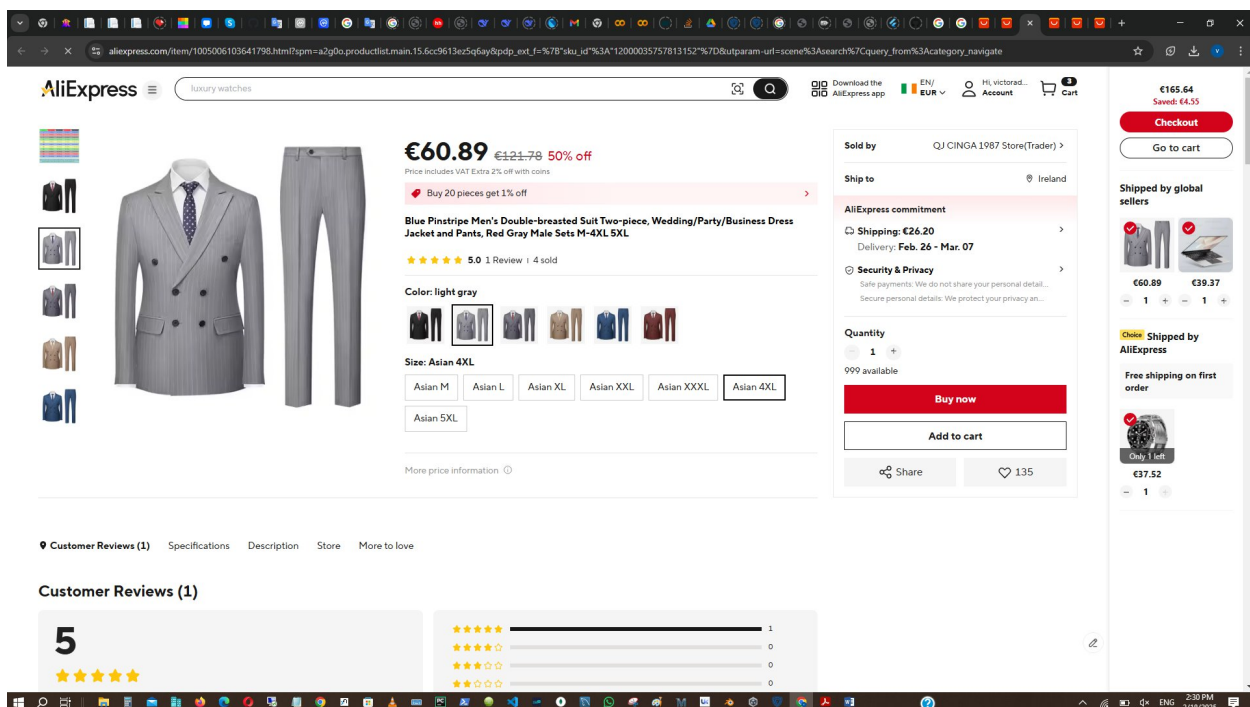 aliexpress.com/item/1005006103641798.html?spm=a2g0o.productlist.main.15.6cc9613ez5q6ay&pdp_ext_f=%7B"sku_id"%3A"12000035757813152"%7D&utparam-url=scene%3Asearch%7Cquery_from%3Acategory_navigate
AliExpress
luxury watches
Download the
AliExpress app
EN/
EUR
Hi, victorad...
Account
3
Cart
€60.89 €121.78 50% off
Price includes VAT Extra 2% off with coins
Buy 20 pieces get 1% off
Blue Pinstripe Men's Double-breasted Suit Two-piece, Wedding/Party/Business Dress
Jacket and Pants, Red Gray Male Sets M-4XL 5XL
5.0 1 Review 4 sold
Color: light gray
Size: Asian 4XL
Asian M Asian L Asian XL Asian XXL Asian XXXL Asian 4XL
Asian 5XL
More price information
Sold by QJ CINGA 1987 Store(Trader)
Ship to Ireland
AliExpress commitment
Shipping: €26.20
Delivery: Feb. 26 - Mar. 07
Security & Privacy
Safe payments: We do not share your personal detail...
Secure personal details: We protect your privacy an...
Quantity
1
999 available
Buy now
Add to cart
Share 135
€165.64
Saved: €4.55
Checkout
Go to cart
Shipped by global
sellers
€60.89 €39.37
- 1 + - 1 +
Choice Shipped by
AliExpress
Free shipping on first
order
Only 1 left
€37.52
- 1 +
Customer Reviews (1) Specifications Description Store More to love
Customer Reviews (1)
5
1
0
0
0
ENG
2:30 PM